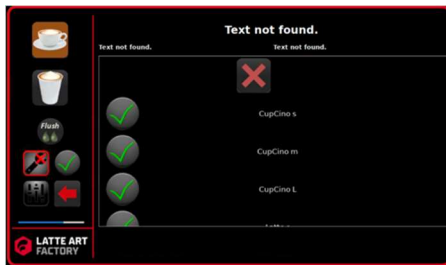 Text not found.
Text not found. Text not found.
CupCino s
CupCino m
CupCino L
Flush
LATTE ART
FACTORY